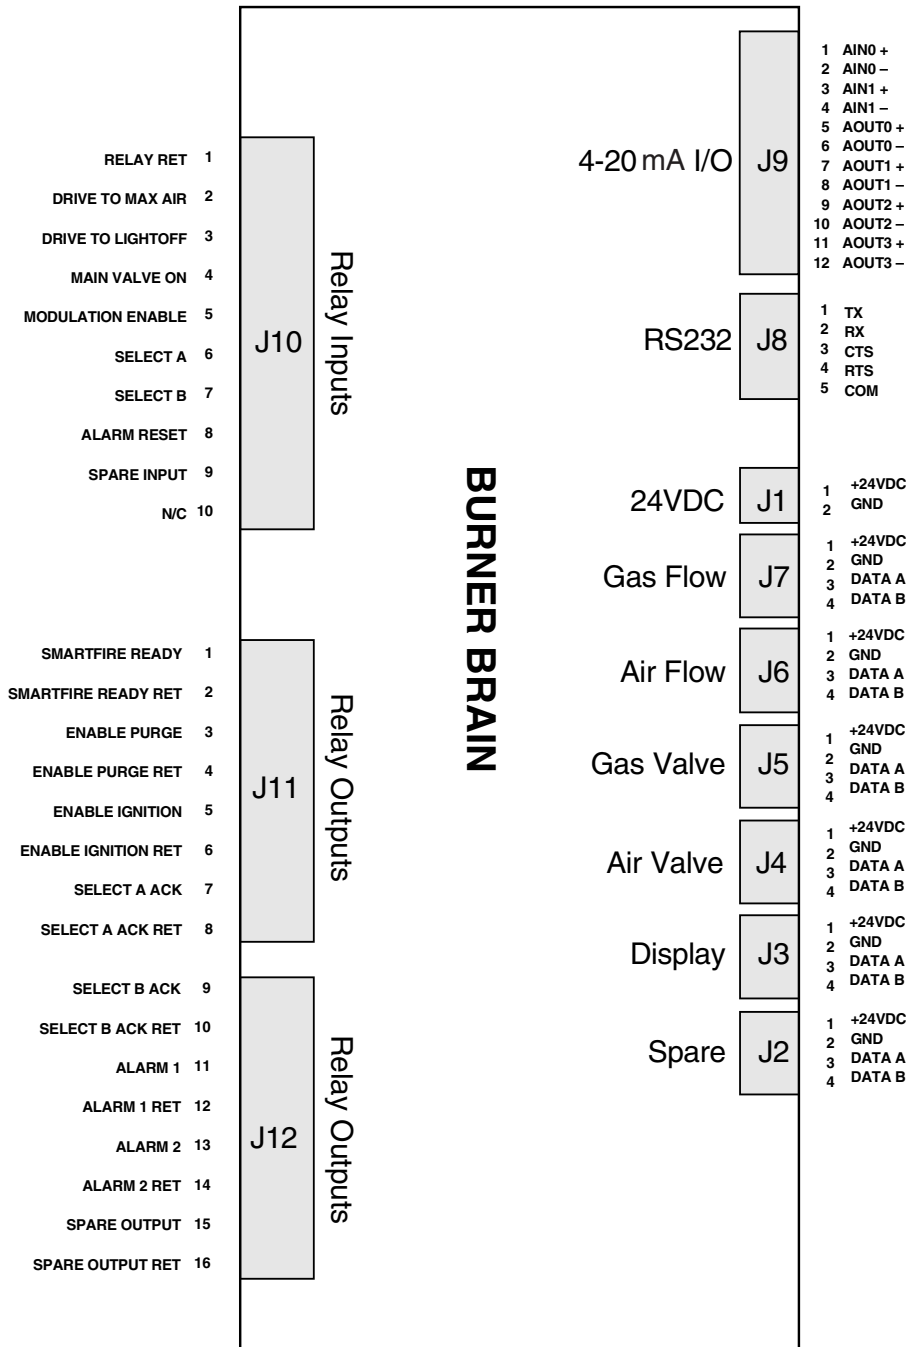 RELAY RET 1
DRIVE TO MAX AIR 2
DRIVE TO LIGHTOFF 3
MAIN VALVE ON 4
MODULATION ENABLE 5
SELECT A 6
SELECT B 7
ALARM RESET 8
SPARE INPUT 9
N/C 10
J10
Relay Inputs
SMARTFIRE READY 1
SMARTFIRE READY RET 2
ENABLE PURGE 3
ENABLE PURGE RET 4
ENABLE IGNITION 5
ENABLE IGNITION RET 6
SELECT A ACK 7
SELECT A ACK RET 8
J11
Relay Outputs
SELECT B ACK 9
SELECT B ACK RET 10
ALARM 1 11
ALARM 1 RET 12
ALARM 2 13
ALARM 2 RET 14
SPARE OUTPUT 15
SPARE OUTPUT RET 16
J12
Relay Outputs
BURNER BRAIN
4-20 mA I/O J9
1 AIN0 +
2 AIN0 –
3 AIN1 +
4 AIN1 –
5 AOUT0 +
6 AOUT0 –
7 AOUT1 +
8 AOUT1 –
9 AOUT2 +
10 AOUT2 –
11 AOUT3 +
12 AOUT3 –
RS232 J8
1 TX
2 RX
3 CTS
4 RTS
5 COM
24VDC J1
1 +24VDC
2 GND
Gas Flow J7
1 +24VDC
2 GND
3 DATA A
4 DATA B
Air Flow J6
1 +24VDC
2 GND
3 DATA A
4 DATA B
Gas Valve J5
1 +24VDC
2 GND
3 DATA A
4 DATA B
Air Valve J4
1 +24VDC
2 GND
3 DATA A
4 DATA B
Display J3
1 +24VDC
2 GND
3 DATA A
4 DATA B
Spare J2
1 +24VDC
2 GND
3 DATA A
4 DATA B